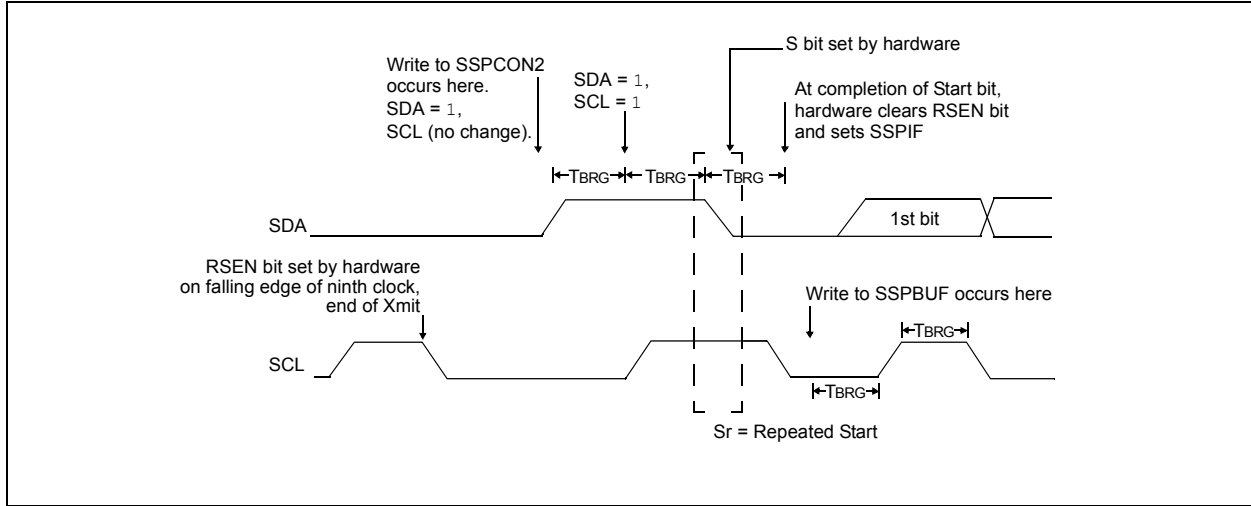 S bit set by hardware
Write to SSPCON2
occurs here.
SDA = 1,
SCL (no change).
SDA = 1,
SCL = 1
At completion of Start bit,
hardware clears RSEN bit
and sets SSPIF
TBRG
TBRG
TBRG
SDA
1st bit
RSEN bit set by hardware
on falling edge of ninth clock,
end of Xmit
Write to SSPBUF occurs here
TBRG
SCL
TBRG
Sr = Repeated Start